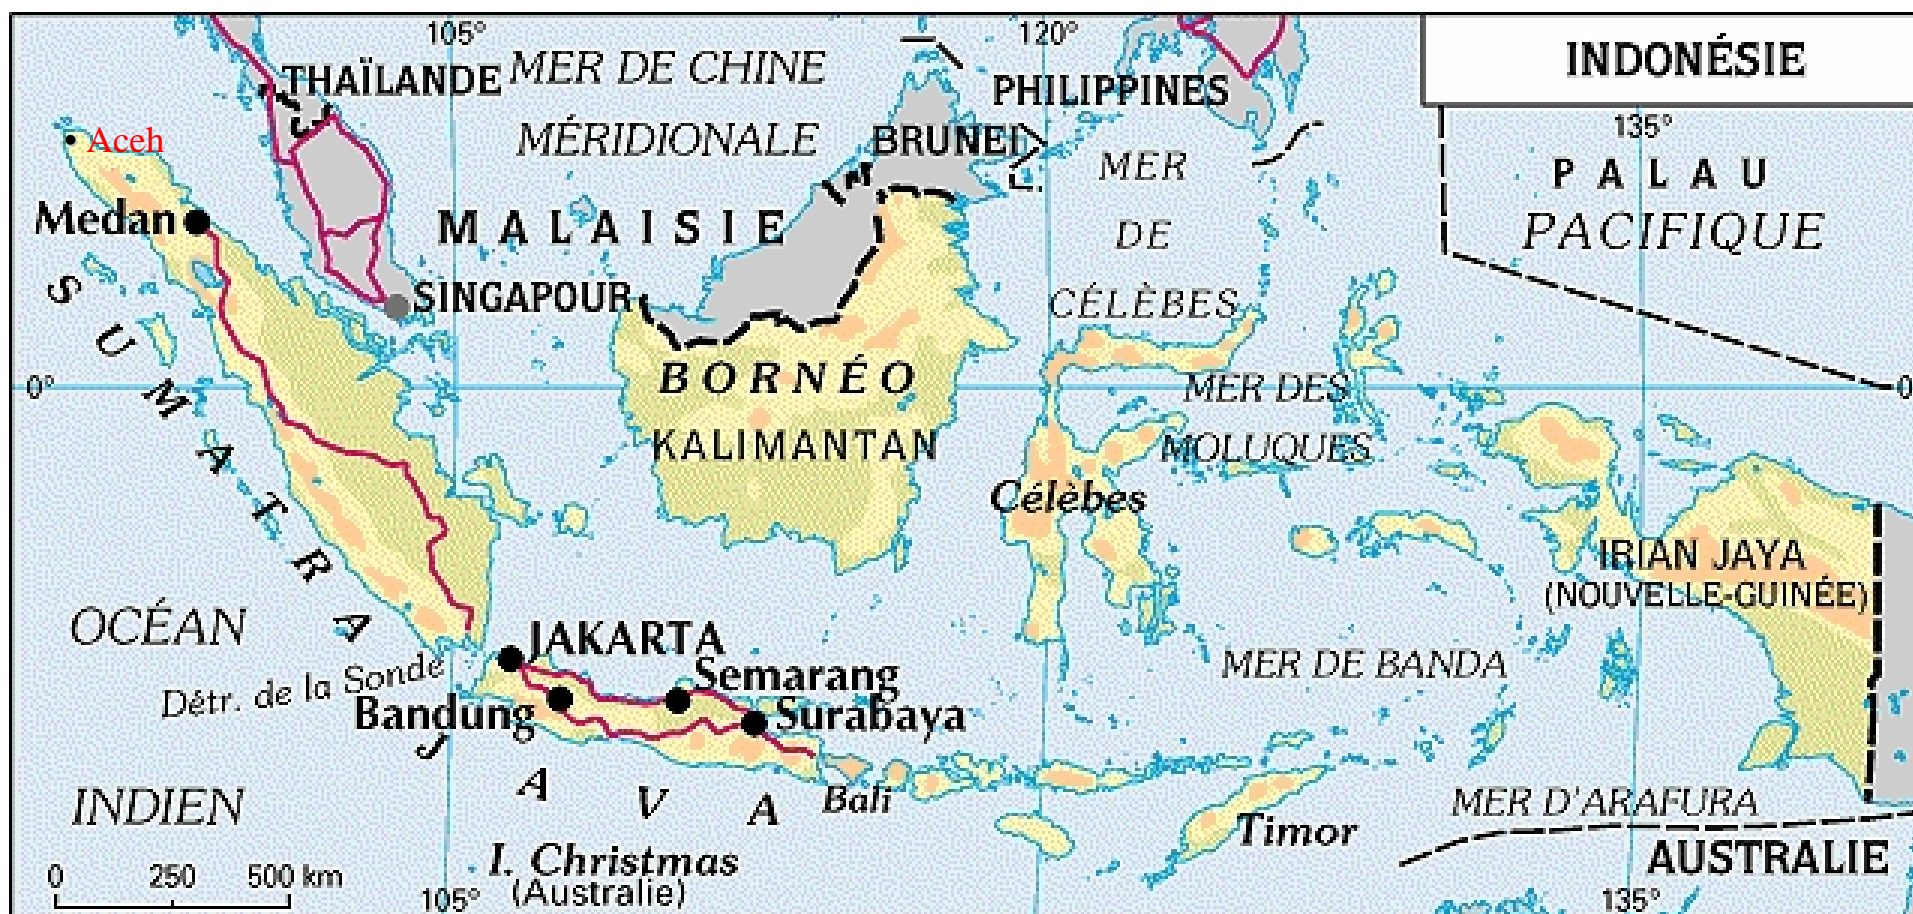 105°
120°
INDONÉSIE
THAÏLANDE
MER DE CHINE
MÉRIDIONALE
PHILIPPINES
135°
Aceh
BRUNEI
MER
DE
CÉLÈBES
PALAU
PACIFIQUE
Medan
MALAISIE
SINGAPOUR
SUMATRA
0°
BORNÉO
KALIMANTAN
MER DES
MOLUQUES
0
Célèbes
IRIAN JAYA
(NOUVELLE-GUINÉE)
OCÉAN
INDIEN
JAKARTA
Détr. de la Sonde
Semarang
Bandung
Surabaya
MER DE BANDA
JAVA
Bali
Timor
MER D'ARAFURA
AUSTRALIE
I. Christmas
(Australie)
0 250 500 km
105°
135°